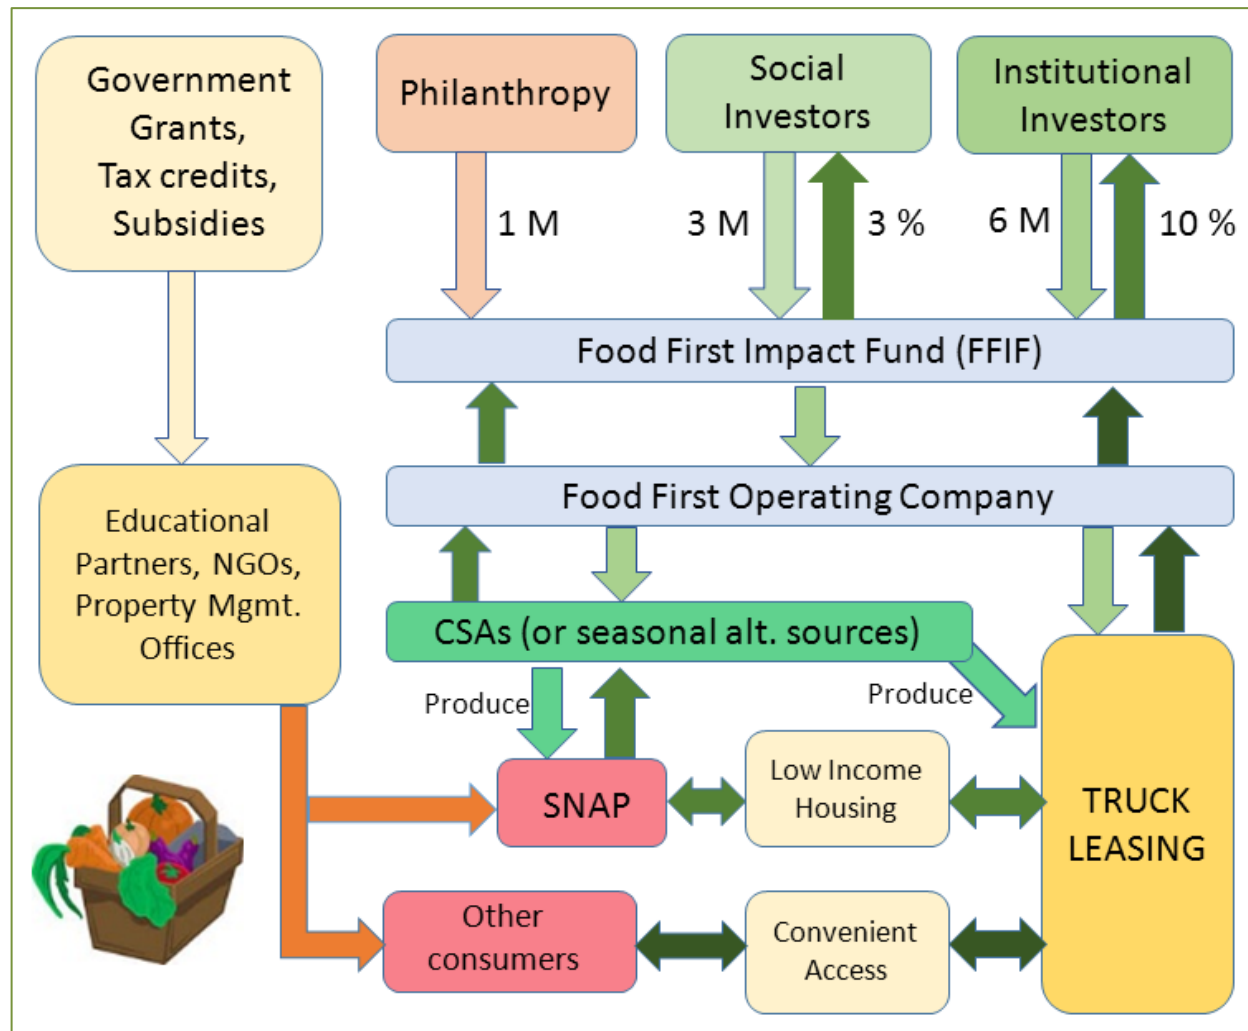 Government
Grants,
Tax credits,
Subsidies
Philanthropy
Social
Investors
Institutional
Investors
1 M
3 M
3 %
6 M
10 %
Food First Impact Fund (FFIF)
Food First Operating Company
Educational
Partners, NGOs,
Property Mgmt.
Offices
CSAs (or seasonal alt. sources)
Produce
Produce
SNAP
Low Income
Housing
TRUCK
LEASING
Other
consumers
Convenient
Access